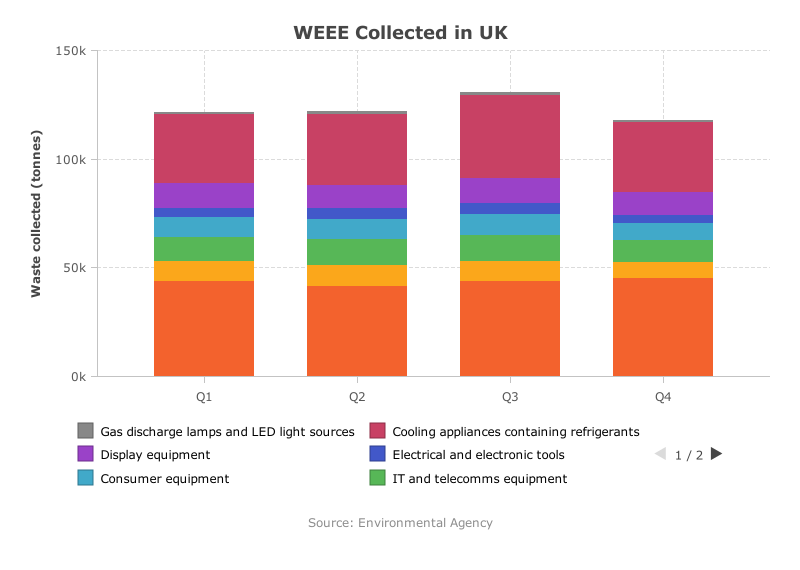 WEEE Collected in UK
150k
100k
50k
0k
Waste collected (tonnes)
Q1 Q2 Q3 Q4
Gas discharge lamps and LED light sources Cooling appliances containing refrigerants
Display equipment Electrical and electronic tools
1 / 2
Consumer equipment IT and telecomms equipment
Source: Environmental Agency